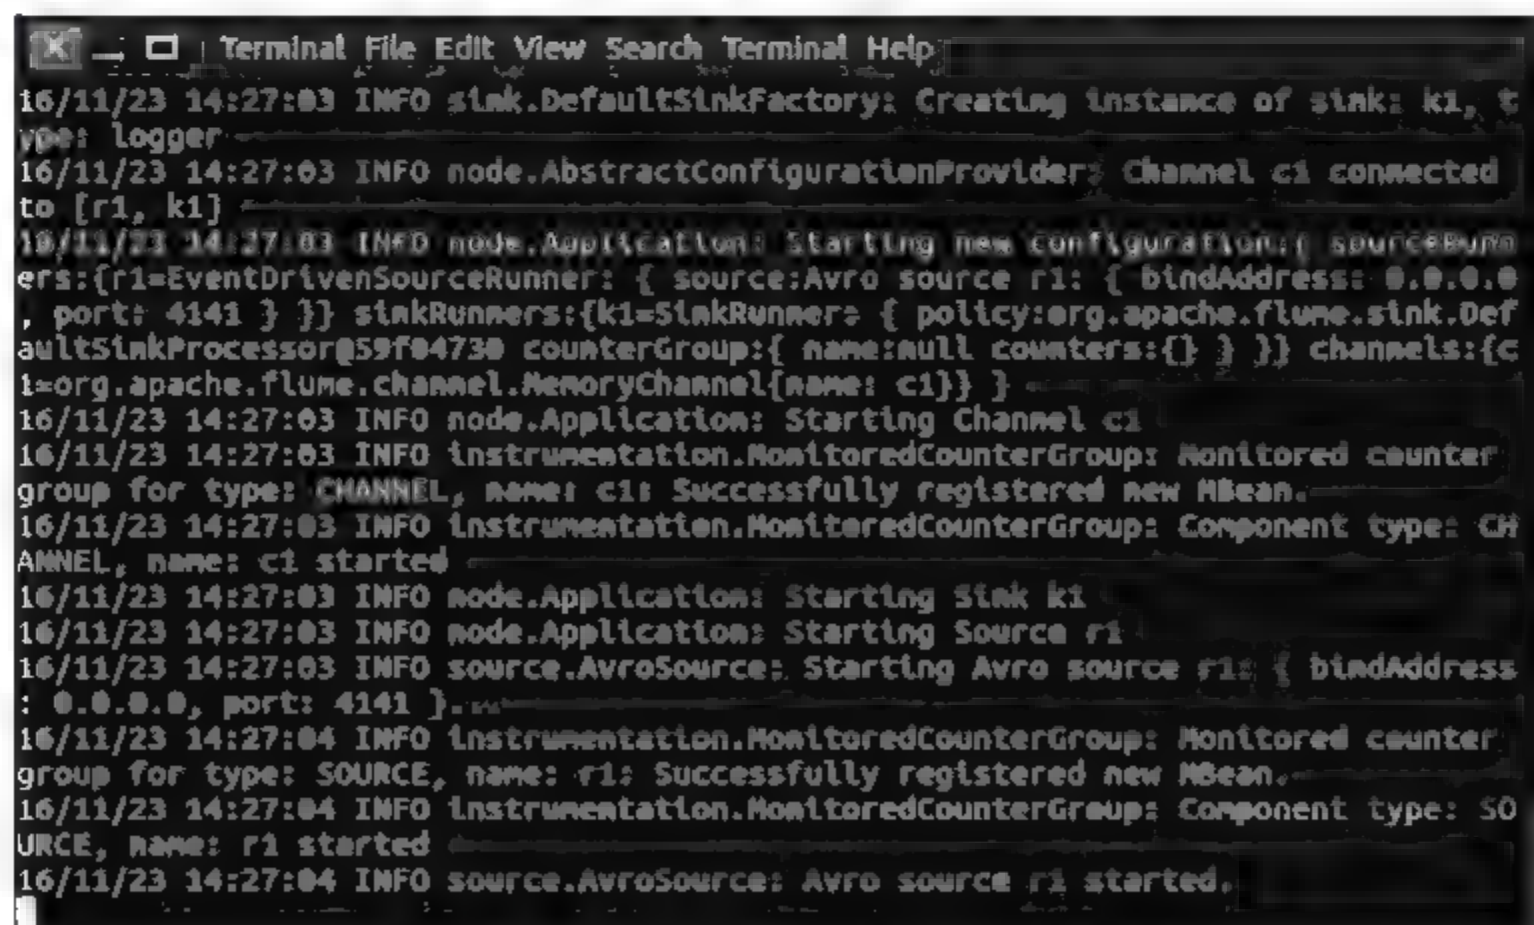 Terminal File Edit View Search Terminal Help
16/11/23 14:27:03 INFO sink.DefaultSinkFactory: Creating instance of sink: k1, t
ype: logger
16/11/23 14:27:03 INFO node.AbstractConfigurationProvider: Channel c1 connected
to [r1, k1]
16/11/23 14:27:03 INFO node.Application: Starting new configuration:{ sourceRunn
ers:{r1=EventDrivenSourceRunner: { source:Avro source r1: { bindAddress: 0.0.0.0
, port: 4141 } }} sinkRunners:{k1=SinkRunner: { policy:org.apache.flume.sink.Def
aultSinkProcessor@59f04730 counterGroup:{ name:null counters:{} } }} channels:{c
1=org.apache.flume.channel.MemoryChannel{name: c1}} }
16/11/23 14:27:03 INFO node.Application: Starting Channel c1
16/11/23 14:27:03 INFO instrumentation.MonitoredCounterGroup: Monitored counter
group for type: CHANNEL, name: c1: Successfully registered new MBean.
16/11/23 14:27:03 INFO instrumentation.MonitoredCounterGroup: Component type: CH
ANNEL, name: c1 started
16/11/23 14:27:03 INFO node.Application: Starting Sink k1
16/11/23 14:27:03 INFO node.Application: Starting Source r1
16/11/23 14:27:03 INFO source.AvroSource: Starting Avro source r1: { bindAddress
: 0.0.0.0, port: 4141 }...
16/11/23 14:27:04 INFO instrumentation.MonitoredCounterGroup: Monitored counter
group for type: SOURCE, name: r1: Successfully registered new MBean.
16/11/23 14:27:04 INFO instrumentation.MonitoredCounterGroup: Component type: SO
URCE, name: r1 started
16/11/23 14:27:04 INFO source.AvroSource: Avro source r1 started.